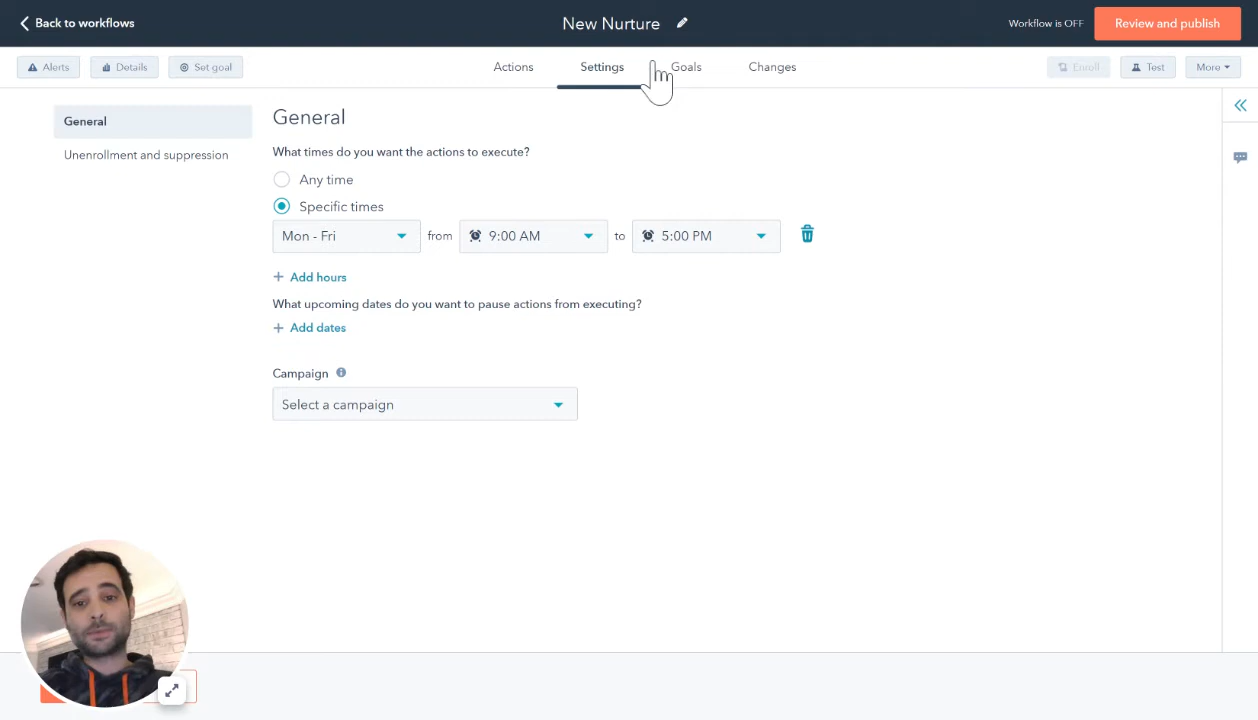 Back to workflows
New Nurture
Workflow is OFF
Review and publish
Alerts
Details
Set goal
Actions
Settings
Goals
Changes
Enroll
Test
More
General
Unenrollment and suppression
General
What times do you want the actions to execute?
Any time
Specific times
Mon - Fri
from
9:00 AM
to
5:00 PM
+ Add hours
What upcoming dates do you want to pause actions from executing?
+ Add dates
Campaign
Select a campaign